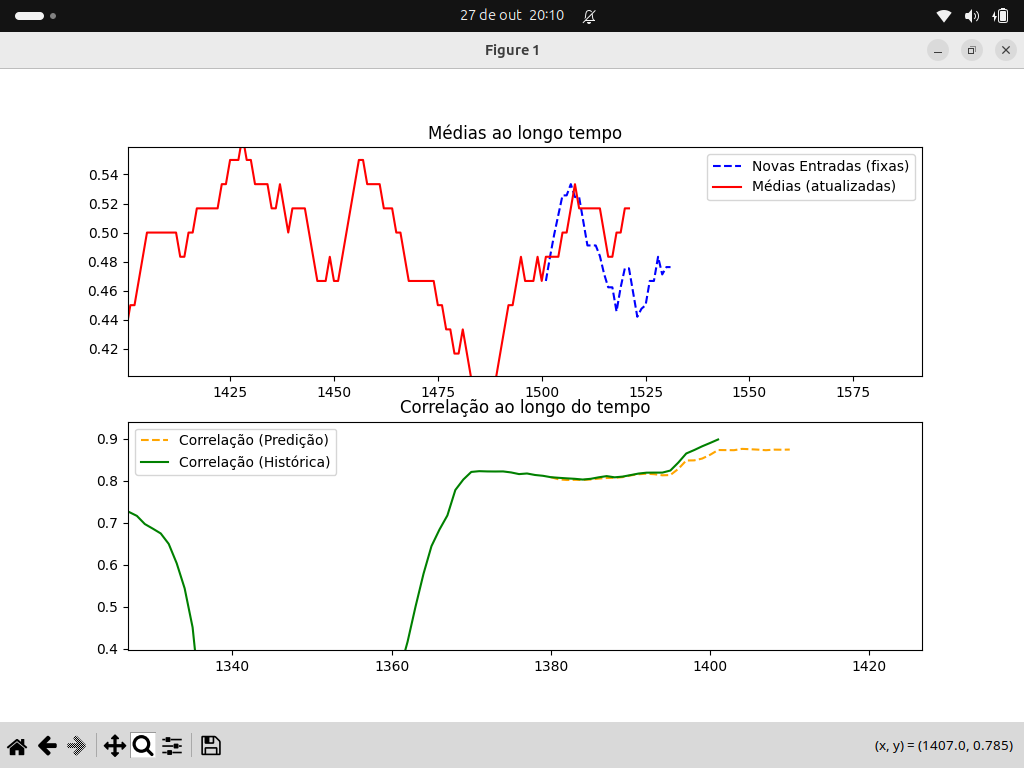 27 de out 20:10
Figure 1
Médias ao longo tempo
0.54
0.52
0.50
0.48
0.46
0.44
0.42
Novas Entradas (fixas)
Médias (atualizadas)
1425 1450 1475 1500 1525 1550 1575
Correlação ao longo do tempo
0.9
0.8
0.7
0.6
0.5
0.4
Correlação (Predição)
Correlação (Histórica)
1340 1360 1380 1400 1420
(x, y) = (1407.0, 0.785)